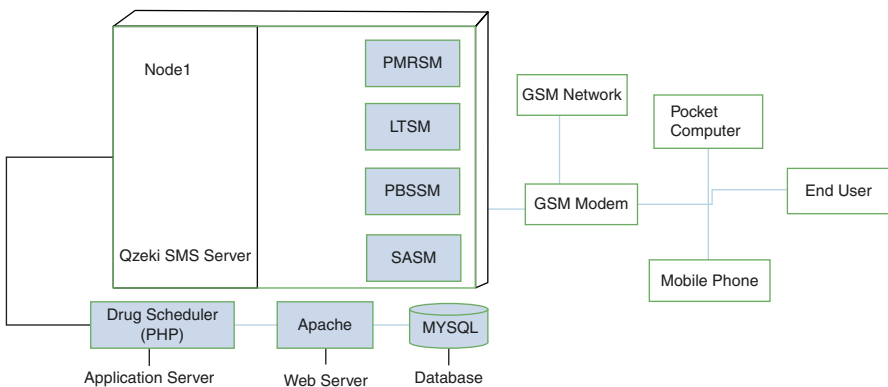 Node1
Qzeki SMS Server
PMRSM
LTSM
PBSSM
SASM
GSM Network
GSM Modem
Pocket
Computer
End User
Mobile Phone
Drug Scheduler
(PHP)
Apache
MYSQL
Application Server
Web Server
Database